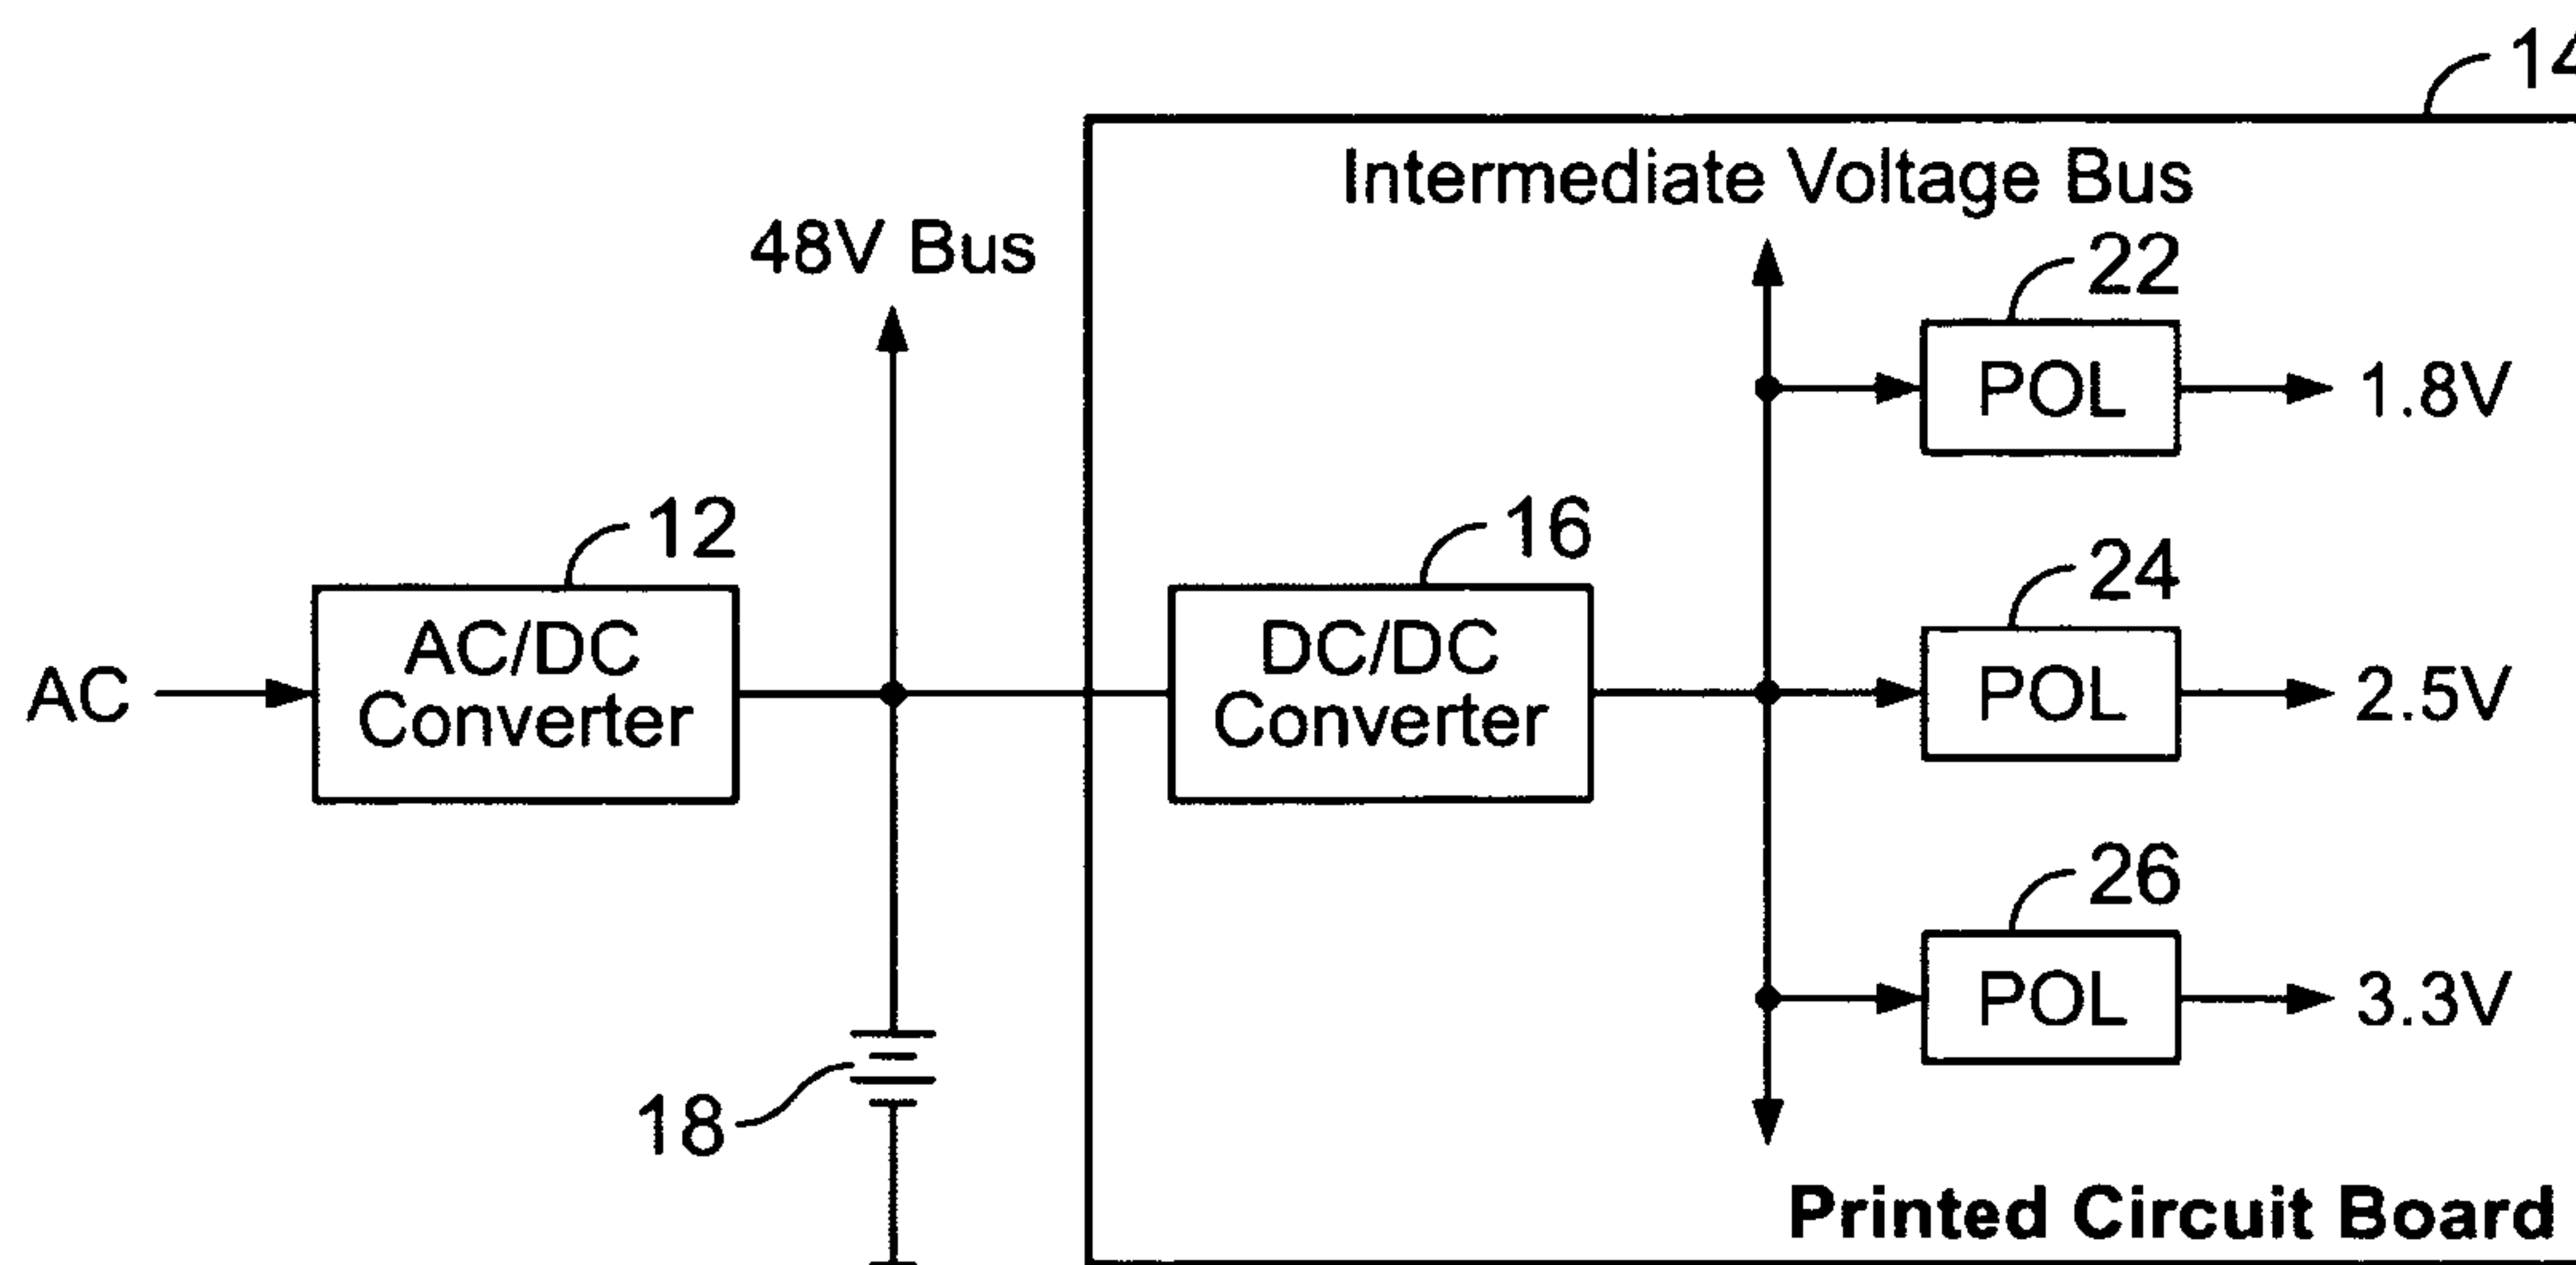 14
Intermediate Voltage Bus
48V Bus
22
POL
1.8V
12
16
24
AC
AC/DC
Converter
DC/DC
Converter
POL
2.5V
26
POL
3.3V
18
Printed Circuit Board